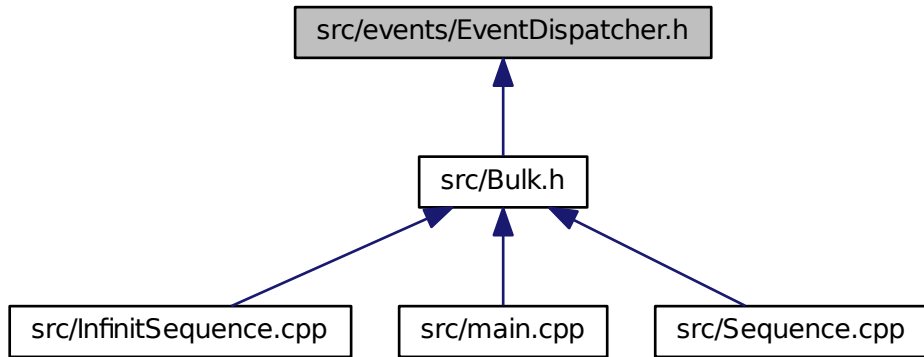 src/events/EventDispatcher.h
src/Bulk.h
src/InfinitSequence.cpp
src/main.cpp
src/Sequence.cpp